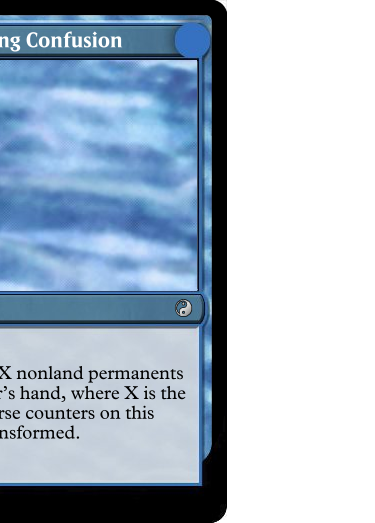 ng Confusion
X nonland permanents
r's hand, where X is the
rse counters on this
nsformed.